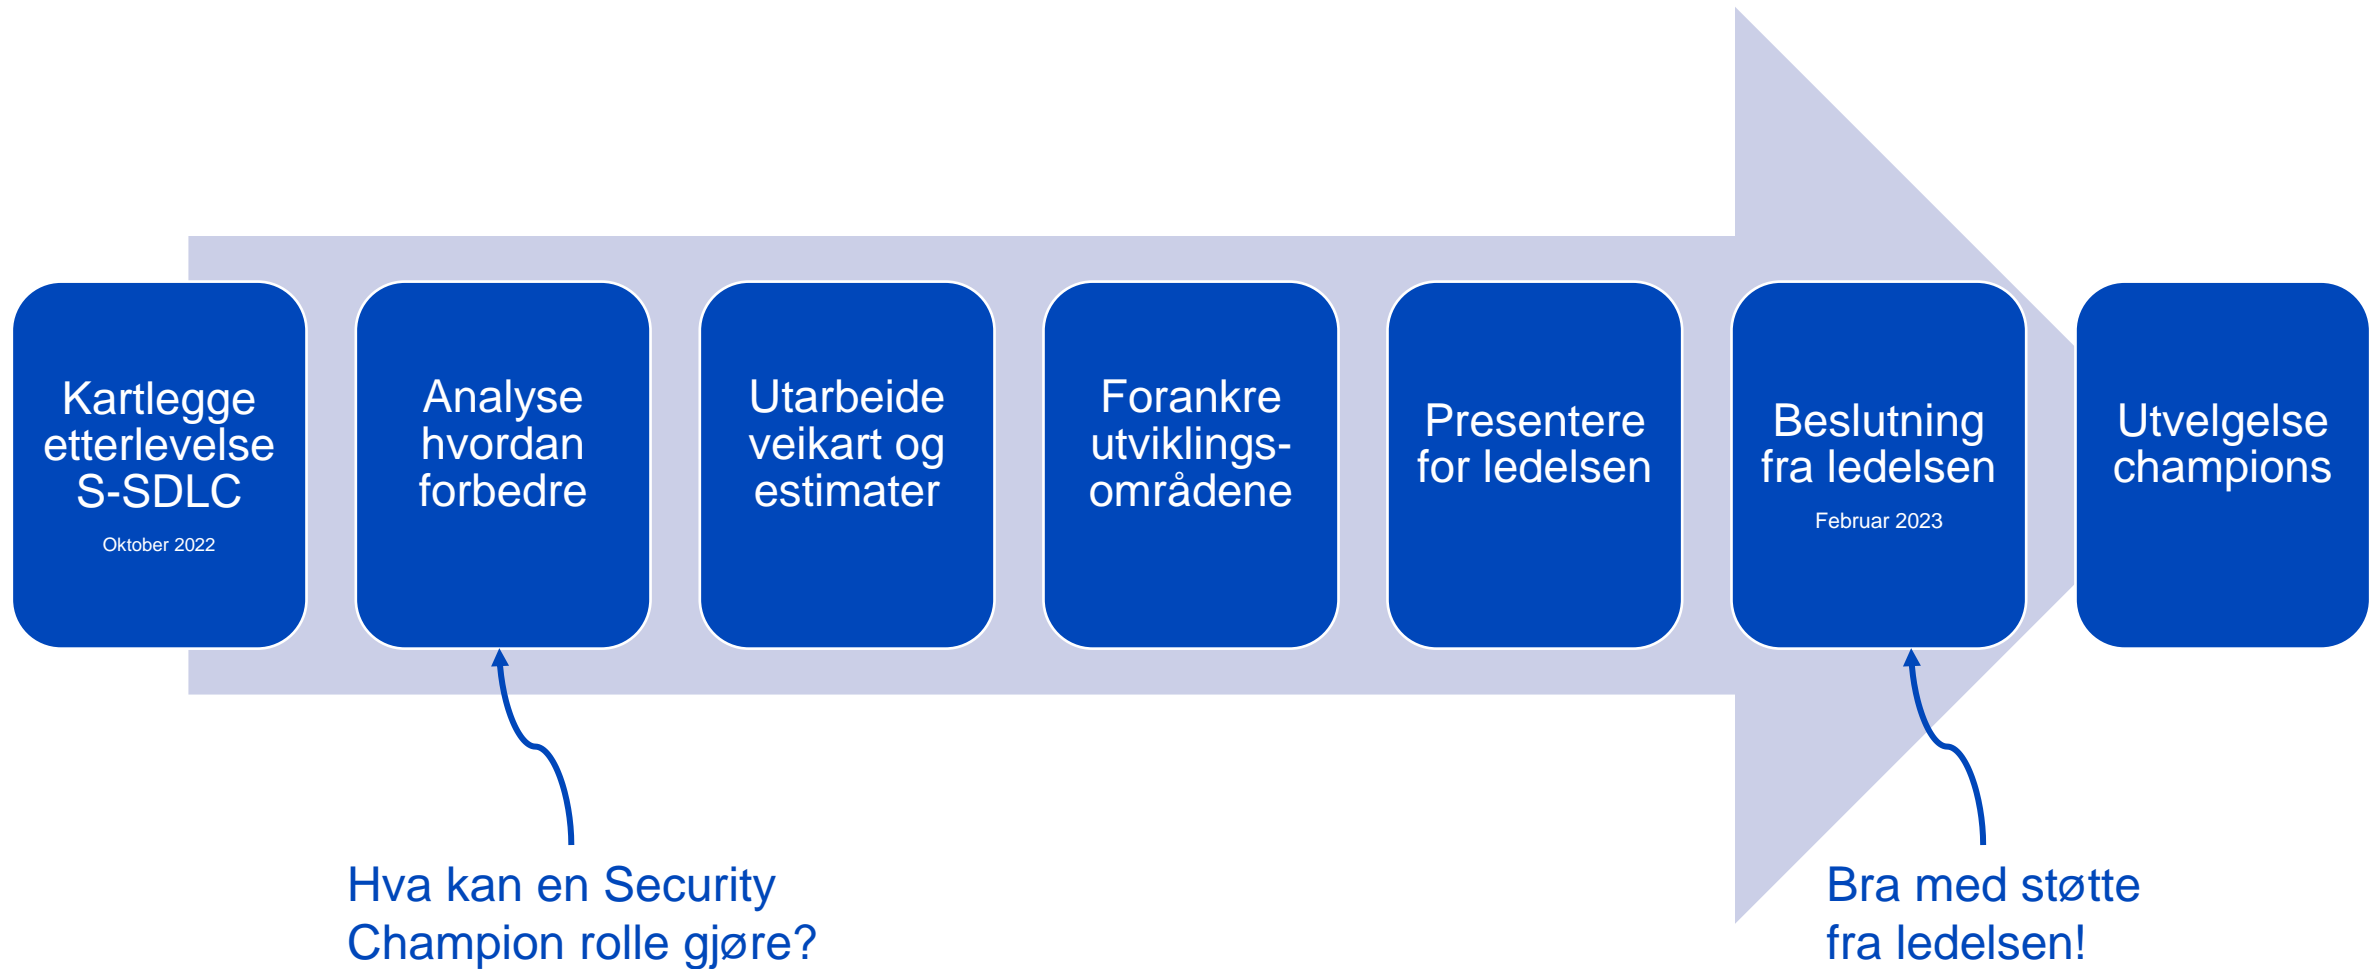 Kartlegge
etterlevelse
S-SDLC
Oktober 2022
Analyse
hvordan
forbedre
Utarbeide
veikart og
estimater
Forankre
utviklings-
områdene
Presentere
for ledelsen
Beslutning
fra ledelsen
Februar 2023
Utvelgelse
champions
Hva kan en Security
Champion rolle gjøre?
Bra med støtte
fra ledelsen!